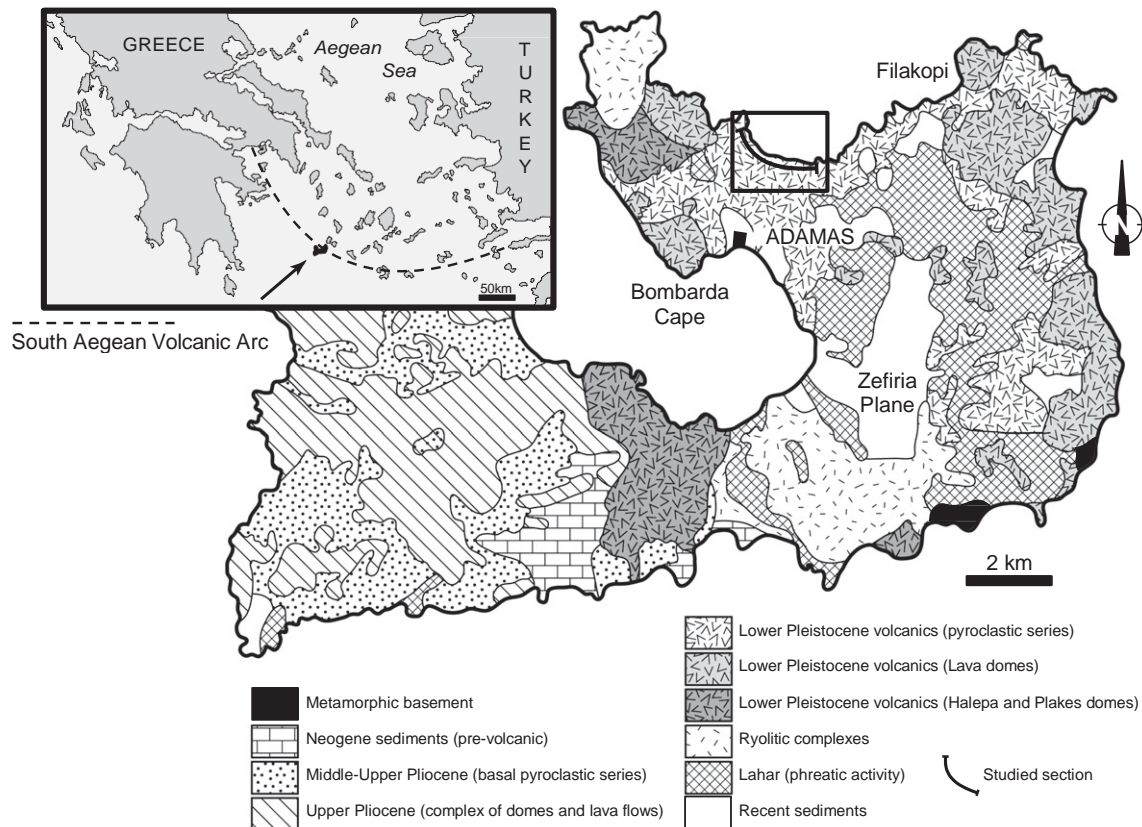 GREECE
Aegean
Sea
TURKEY
50km
South Aegean Volcanic Arc
Filakopi
ADAMAS
Bombarda
Cape
Zefiria
Plane
N
2 km
Metamorphic basement
Neogene sediments (pre-volcanic)
Middle-Upper Pliocene (basal pyroclastic series)
Upper Pliocene (complex of domes and lava flows)
Lower Pleistocene volcanics (pyroclastic series)
Lower Pleistocene volcanics (Lava domes)
Lower Pleistocene volcanics (Halepa and Plakes domes)
Ryolitic complexes
Lahar (phreatic activity)
Studied section
Recent sediments